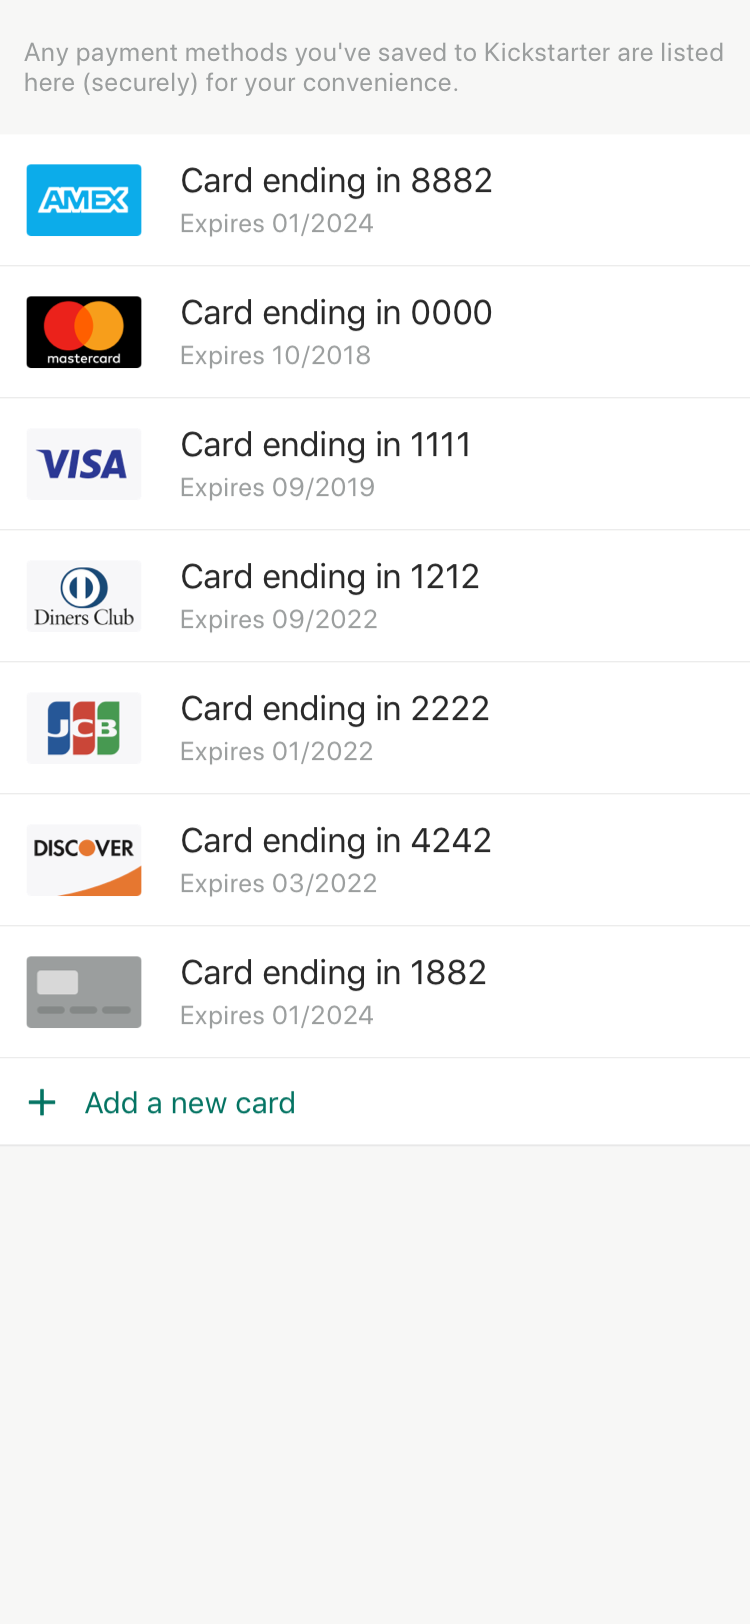 Any payment methods you've saved to Kickstarter are listed
here (securely) for your convenience.
AMEX
Card ending in 8882
Expires 01/2024
mastercard
Card ending in 0000
Expires 10/2018
VISA
Card ending in 1111
Expires 09/2019
Diners Club
Card ending in 1212
Expires 09/2022
JCB
Card ending in 2222
Expires 01/2022
DISCOVER
Card ending in 4242
Expires 03/2022
Card ending in 1882
Expires 01/2024
+ Add a new card